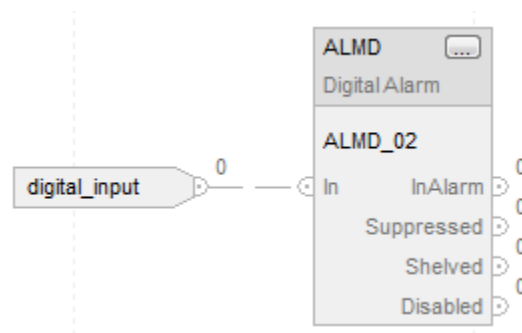 ALMD ...
Digital Alarm
ALMD_02
0
digital_input In InAlarm 0
Suppressed 0
Shelved 0
Disabled 0